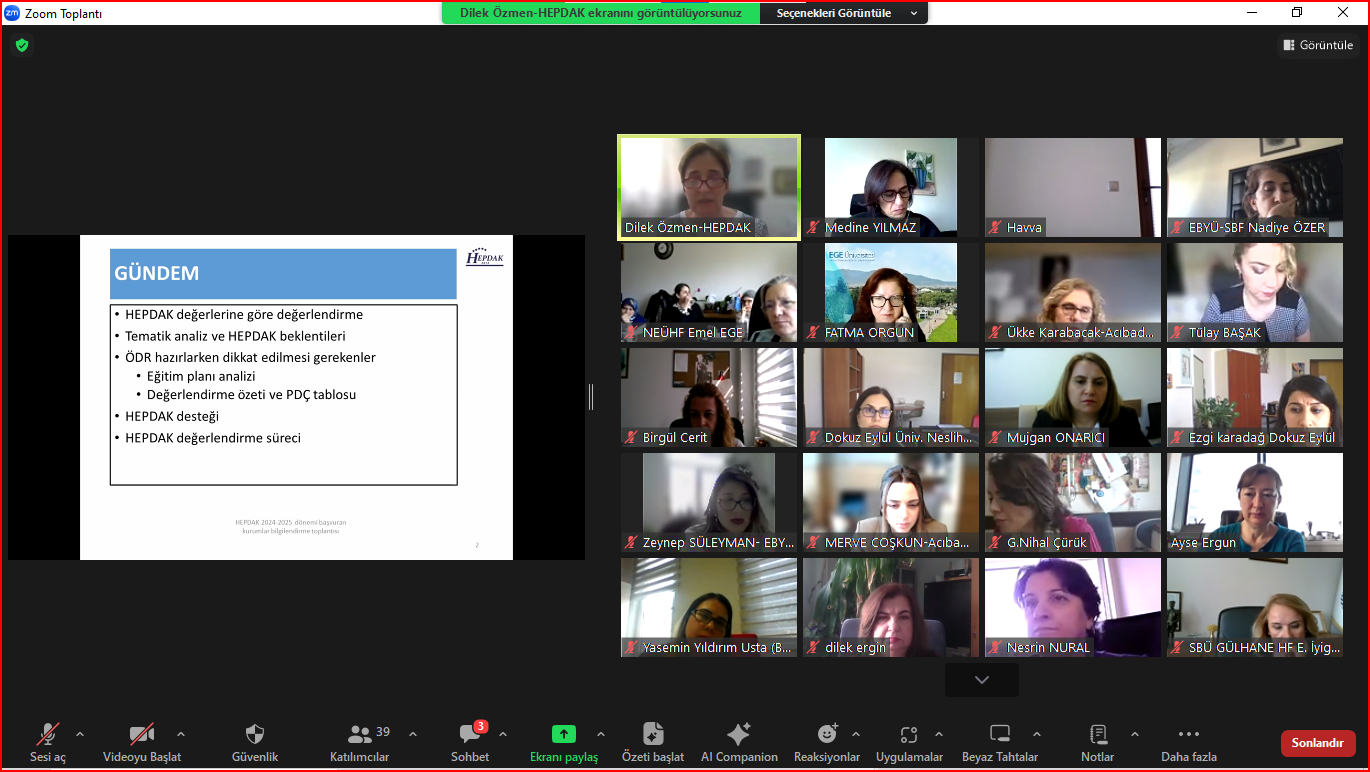 Zoom Toplantı
Dilek Özmen-HEPDAK ekranını görüntülüyorsunuz
Seçenekleri Görüntüle
Görüntüle
GÜNDEM
HEPDAK
• HEPDAK değerlerine göre değerlendirme
• Tematik analiz ve HEPDAK beklentileri
• ÖDR hazırlarken dikkat edilmesi gerekenler
• Eğitim planı analizi
• Değerlendirme özeti ve PDÇ tablosu
• HEPDAK desteği
• HEPDAK değerlendirme süreci
HEPDAK 2024-2025 dönemi başvuran
kurumlar bilgilendirme toplantısı
2
Dilek Özmen-HEPDAK
Medine YILMAZ
Havva
EBYÜ-SBF Nadiye ÖZER
EGE Üniversitesi
NEÜHF Emel EGE
FATMA ORGUN
Ükke Karabacak-Acıbad...
Tülay BAŞAK
Birgül Cerit
Dokuz Eylül Üniv. Neslih...
Mujgan ONARICI
Ezgi karadağ Dokuz Eylül
Zeynep SÜLEYMAN- EBY...
MERVE COŞKUN-Acıba...
G.Nihal Çürük
Ayse Ergun
Yasemin Yıldırım Usta (B...
dilek ergin
Nesrin NURAL
SBÜ GÜLHANE HF E. İyig...
Sesi aç
Videoyu Başlat
Güvenlik
39
Katılımcılar
3
Sohbet
Ekranı paylaş
Özeti başlat
AI Companion
Reaksiyonlar
Uygulamalar
Beyaz Tahtalar
Notlar
Daha fazla
Sonlandır